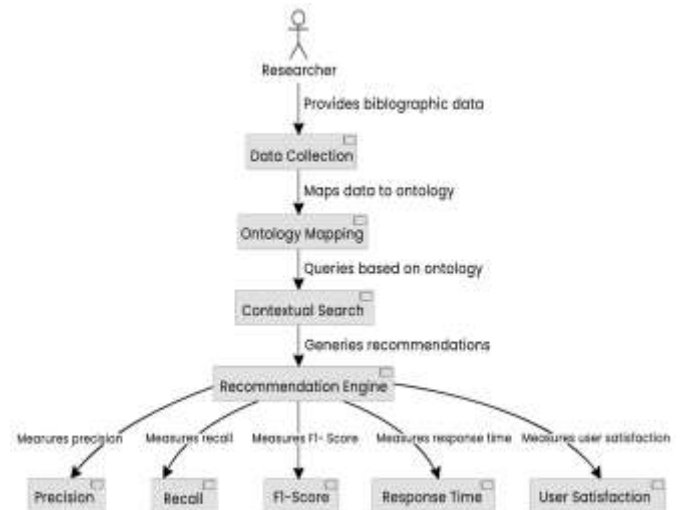 Researcher
Provides biblographic data
Data Collection
Maps data to ontology
Ontology Mapping
Queries based on ontology
Contextual Search
Generies recommendations
Recommendation Engine
Mearures precision
Measures recall
Measures F1- Score
Measures response time
Measures user satisfaction
Precision
Recall
F1-Score
Response Time
User Satisfaction